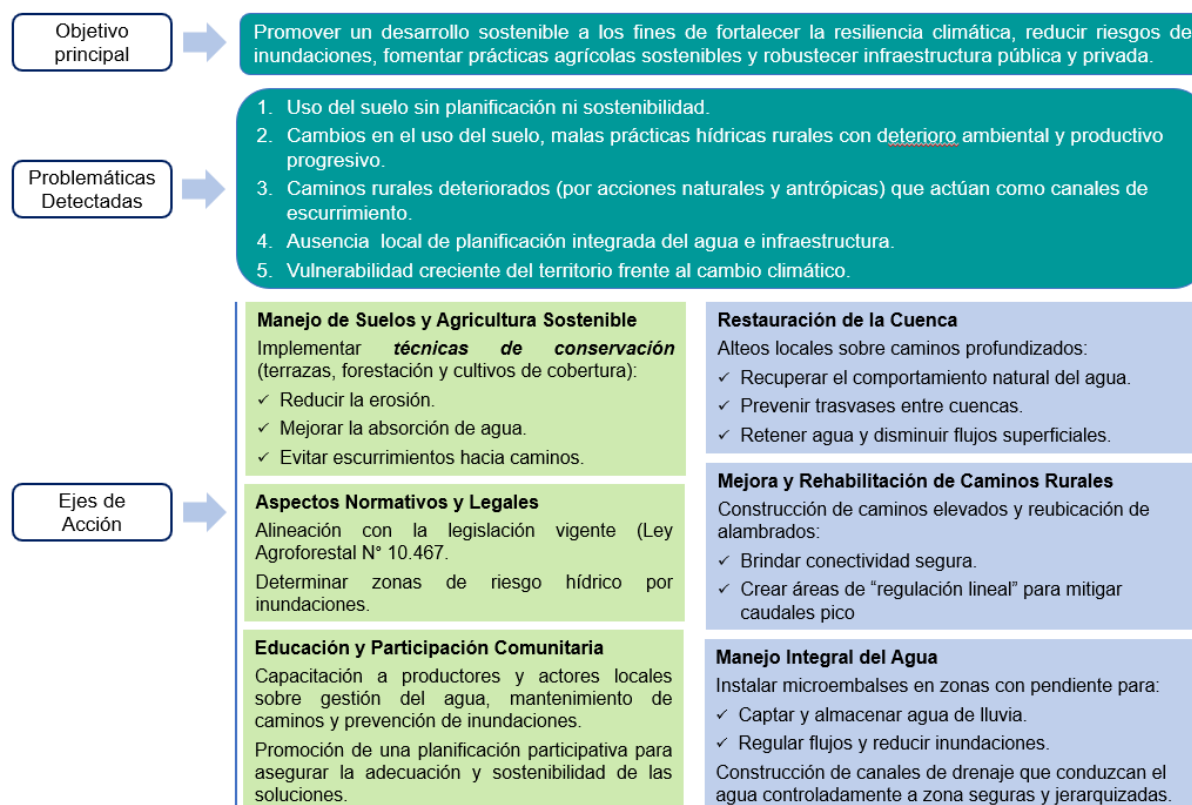 Objetivo
principal
Promover un desarrollo sostenible a los fines de fortalecer la resiliencia climática, reducir riesgos de
inundaciones, fomentar prácticas agrícolas sostenibles y robustecer infraestructura pública y privada.
Problemáticas
Detectadas
1. Uso del suelo sin planificación ni sostenibilidad.
2. Cambios en el uso del suelo, malas prácticas hídricas rurales con deterioro ambiental y productivo
progresivo.
3. Caminos rurales deteriorados (por acciones naturales y antrópicas) que actúan como canales de
escurrimiento.
4. Ausencia local de planificación integrada del agua e infraestructura.
5. Vulnerabilidad creciente del territorio frente al cambio climático.
Ejes de
Acción
Manejo de Suelos y Agricultura Sostenible
Implementar técnicas de conservación
(terrazas, forestación y cultivos de cobertura):
✓ Reducir la erosión.
✓ Mejorar la absorción de agua.
✓ Evitar escurrimientos hacia caminos.
Aspectos Normativos y Legales
Alineación con la legislación vigente (Ley
Agroforestal N° 10.467.
Determinar zonas de riesgo hídrico por
inundaciones.
Educación y Participación Comunitaria
Capacitación a productores y actores locales
sobre gestión del agua, mantenimiento de
caminos y prevención de inundaciones.
Promoción de una planificación participativa para
asegurar la adecuación y sostenibilidad de las
soluciones.
Restauración de la Cuenca
Alteos locales sobre caminos profundizados:
✓ Recuperar el comportamiento natural del agua.
✓ Prevenir trasvases entre cuencas.
✓ Retener agua y disminuir flujos superficiales.
Mejora y Rehabilitación de Caminos Rurales
Construcción de caminos elevados y reubicación de
alambrados:
✓ Brindar conectividad segura.
✓ Crear áreas de “regulación lineal” para mitigar
caudales pico
Manejo Integral del Agua
Instalar microembalses en zonas con pendiente para:
✓ Captar y almacenar agua de lluvia.
✓ Regular flujos y reducir inundaciones.
Construcción de canales de drenaje que conduzcan el
agua controladamente a zona seguras y jerarquizadas.